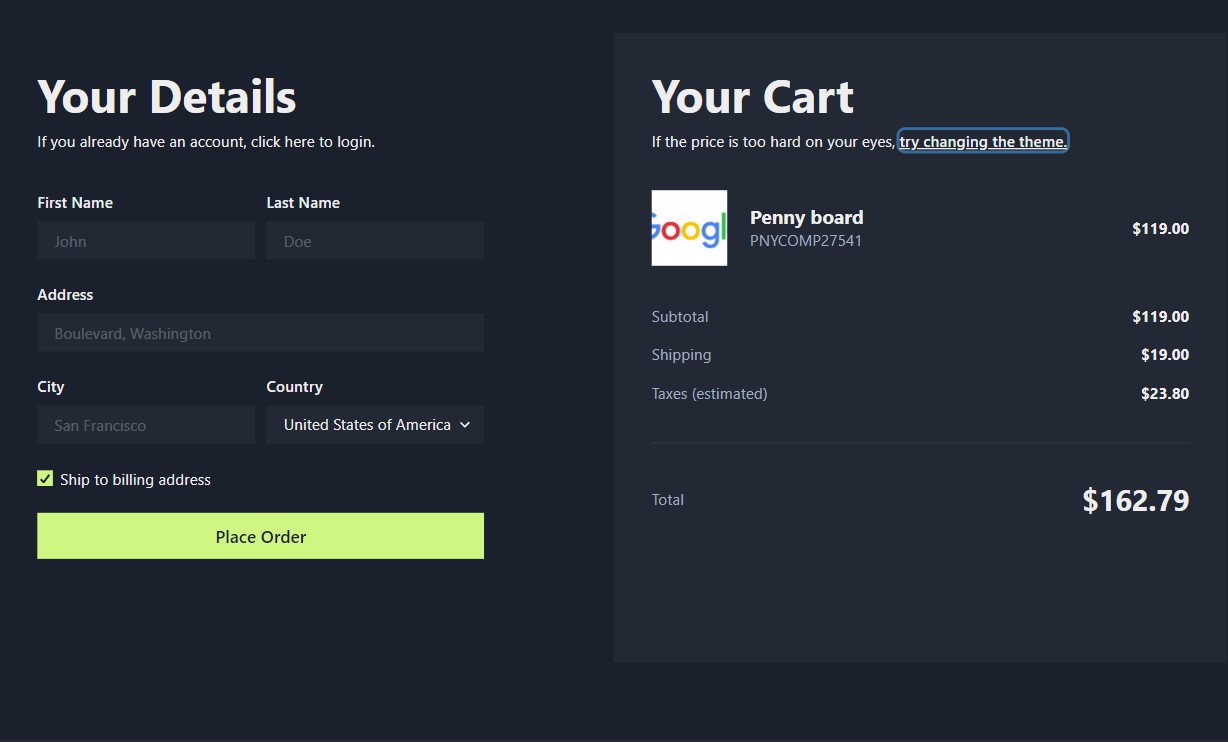 Your Details
If you already have an account, click here to login.
First Name
Last Name
John
Doe
Address
Boulevard, Washington
City
Country
San Francisco
United States of America
Ship to billing address
Place Order
Your Cart
If the price is too hard on your eyes, try changing the theme.
Googl
Penny board
PNYCOMP27541
$119.00
Subtotal
$119.00
Shipping
$19.00
Taxes (estimated)
$23.80
Total
$162.79